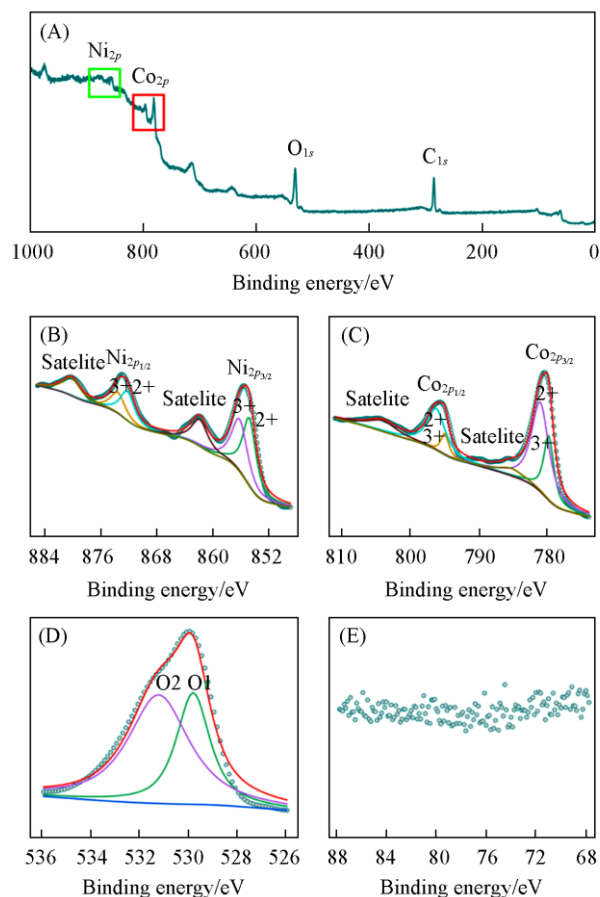 (A)
Ni2p
Co2p
O1s
C1s
1000 800 600 400 200 0
Binding energy/eV
(B)
Satelite
Ni2p1/2
3+ 2+
Satelite
Ni2p3/2
3+
2+
884 876 868 860 852
Binding energy/eV
(C)
Co2p3/2
Co2p1/2
2+
2+
3+
Satelite
3+
810 800 790 780
Binding energy/eV
(D)
O2 O1
536 534 532 530 528 526
Binding energy/eV
(E)
88 84 80 76 72 68
Binding energy/eV